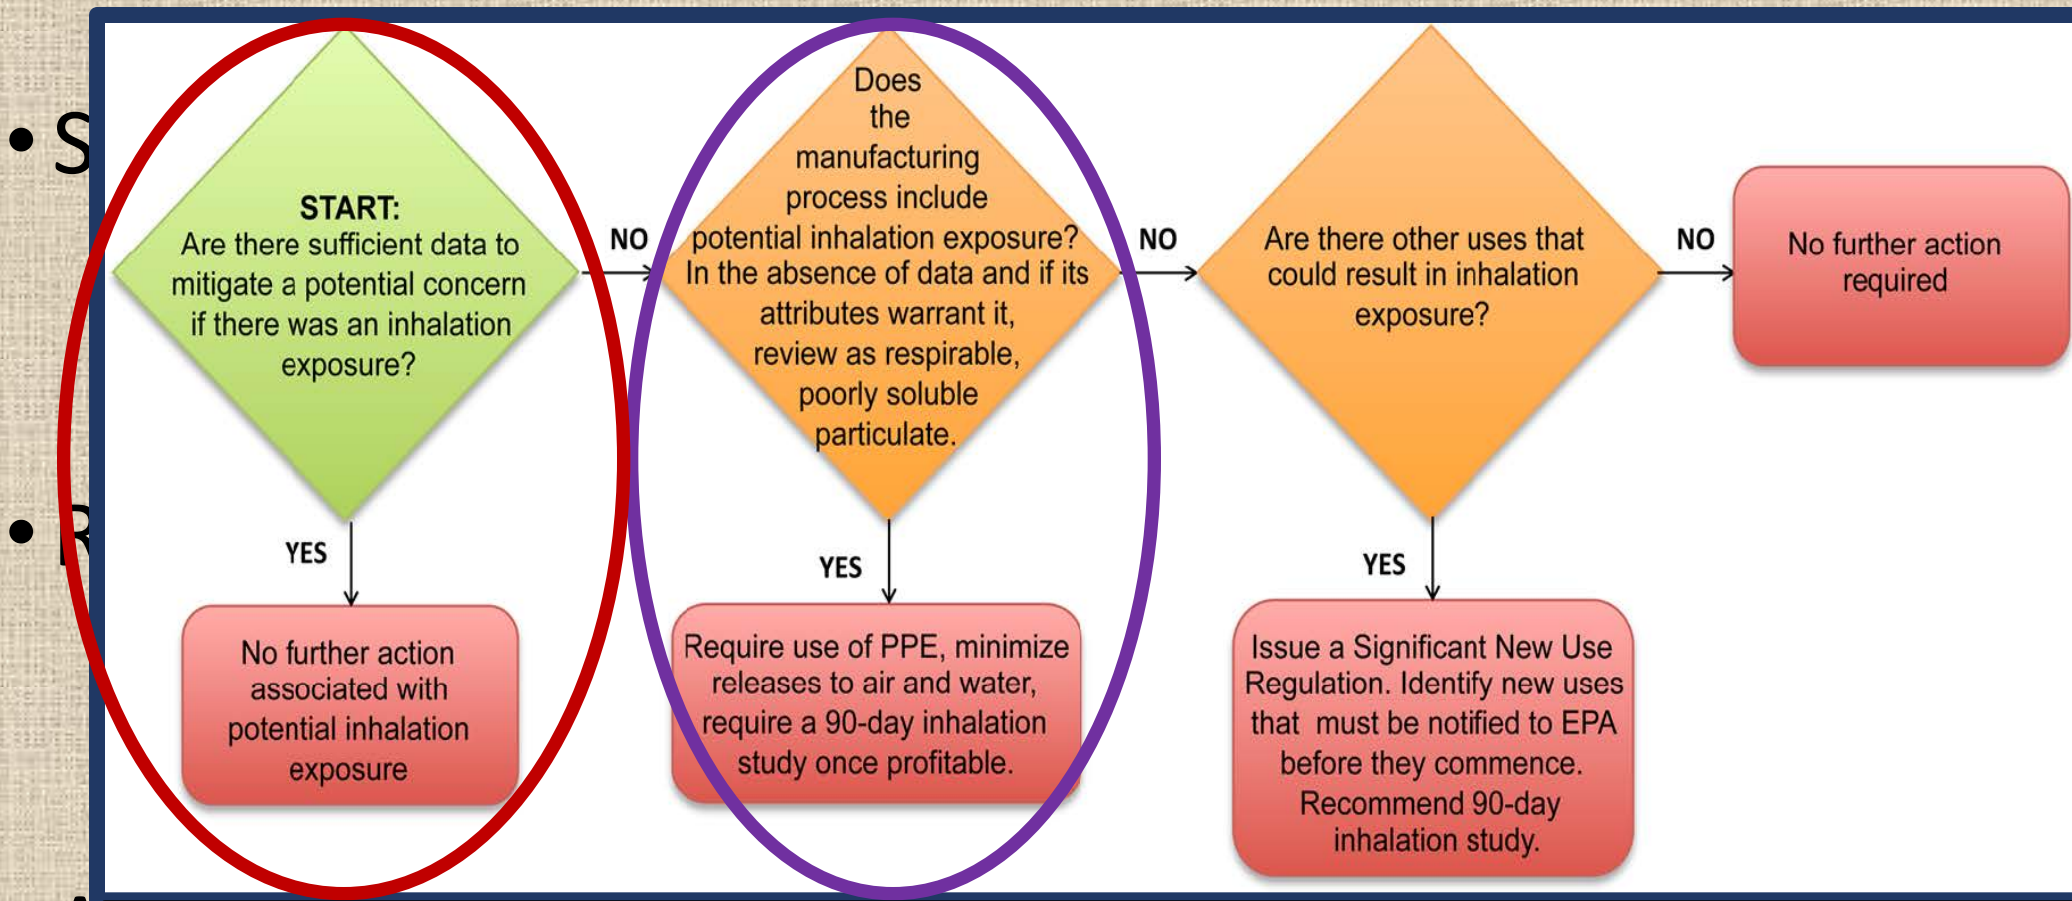 • S
• R
START:
Are there sufficient data to
mitigate a potential concern
if there was an inhalation
exposure?
YES
No further action
associated with
potential inhalation
exposure
NO
Does
the
manufacturing
process include
potential inhalation exposure?
In the absence of data and if its
attributes warrant it,
review as respirable,
poorly soluble
particulate.
YES
Require use of PPE, minimize
releases to air and water,
require a 90-day inhalation
study once profitable.
NO
Are there other uses that
could result in inhalation
exposure?
YES
Issue a Significant New Use
Regulation. Identify new uses
that must be notified to EPA
before they commence.
Recommend 90-day
inhalation study.
NO
No further action
required